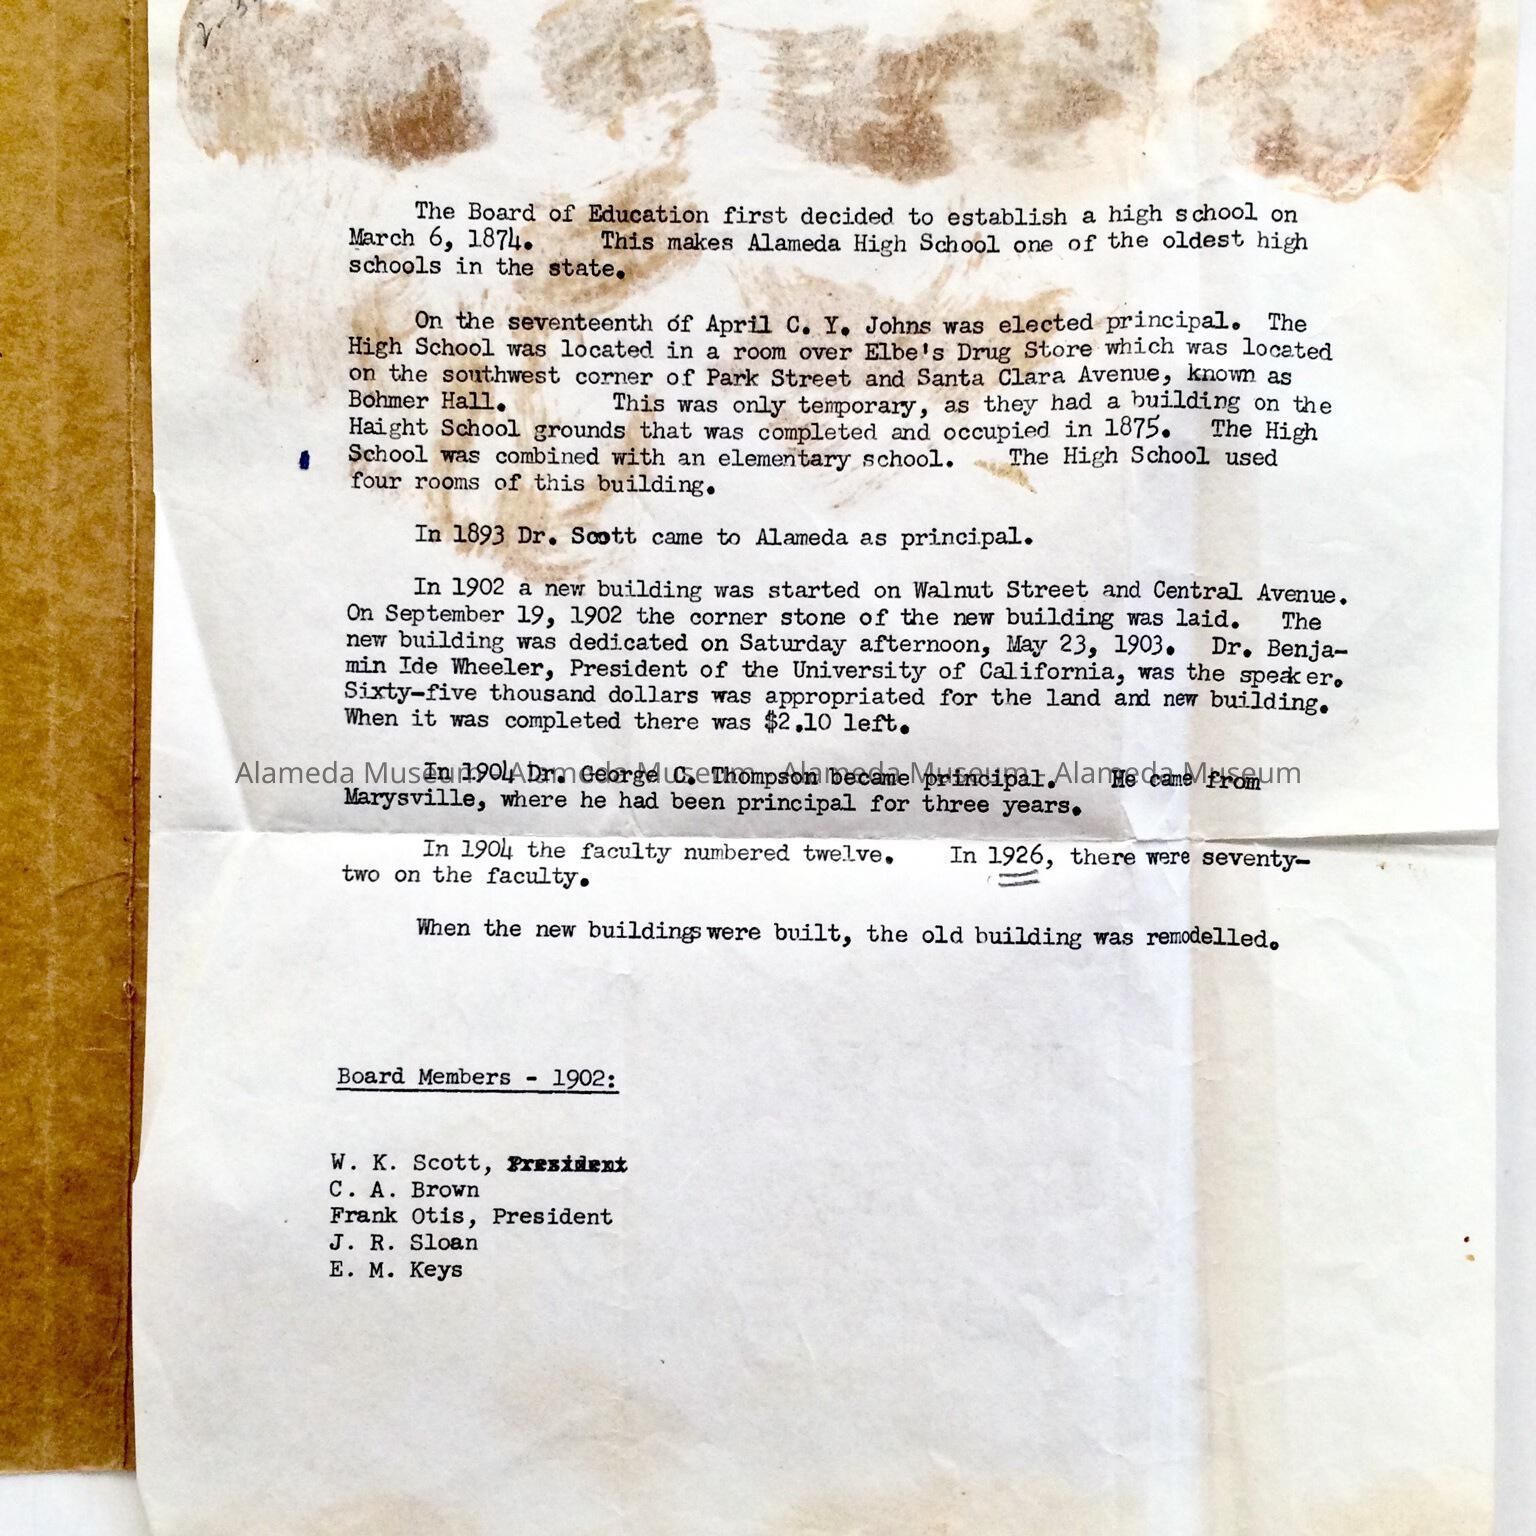 The Board of Education first decided to establish a high school on
March 6, 1874. This makes Alameda High School one of the oldest high
schools in the state.
On the seventeenth of April C. Y. Johns was elected principal. The
High School was located in a room over Elbe's Drug Store which was located
on the southwest corner of Park Street and Santa Clara Avenue, known as
Bohmer Hall. This was only temporary, as they had a building on the
Haight School grounds that was completed and occupied in 1875. The High
School was combined with an elementary school. The High School used
four rooms of this building.
In 1893 Dr. Scott came to Alameda as principal.
In 1902 a new building was started on Walnut Street and Central Avenue.
On September 19, 1902 the corner stone of the new building was laid. The
new building was dedicated on Saturday afternoon, May 23, 1903. Dr. Benja-
min Ide Wheeler, President of the University of California, was the speaker.
Sixty-five thousand dollars was appropriated for the land and new building.
When it was completed there was $2.10 left.
In 1904 Dr. George C. Thompson became principal. He came from
Alameda Museum - Alameda Museum - Alameda Museum - Alameda Museum
Marysville, where he had been principal for three years.
In 1904 the faculty numbered twelve. In 1926, there were seventy-
two on the faculty.
When the new buildings were built, the old building was remodelled.
Board Members - 1902:
W. K. Scott, President
C. A. Brown
Frank Otis, President
J. R. Sloan
E. M. Keys